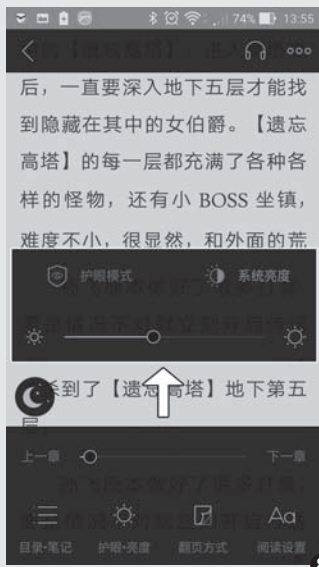 74% 13:55
后，一直要深入地下五层才能找
到隐藏在其中的女伯爵。【遗忘
高塔】的每一层都充满了各种各
样的怪物，还有小 BOSS 坐镇，
难度不小，很显然，和外面的荒
护眼模式 系统亮度
杀到了【遗忘高塔】地下第五
层，
上一章 下一章
Aa
目录·笔记 护眼·亮度 翻页方式 阅读设置